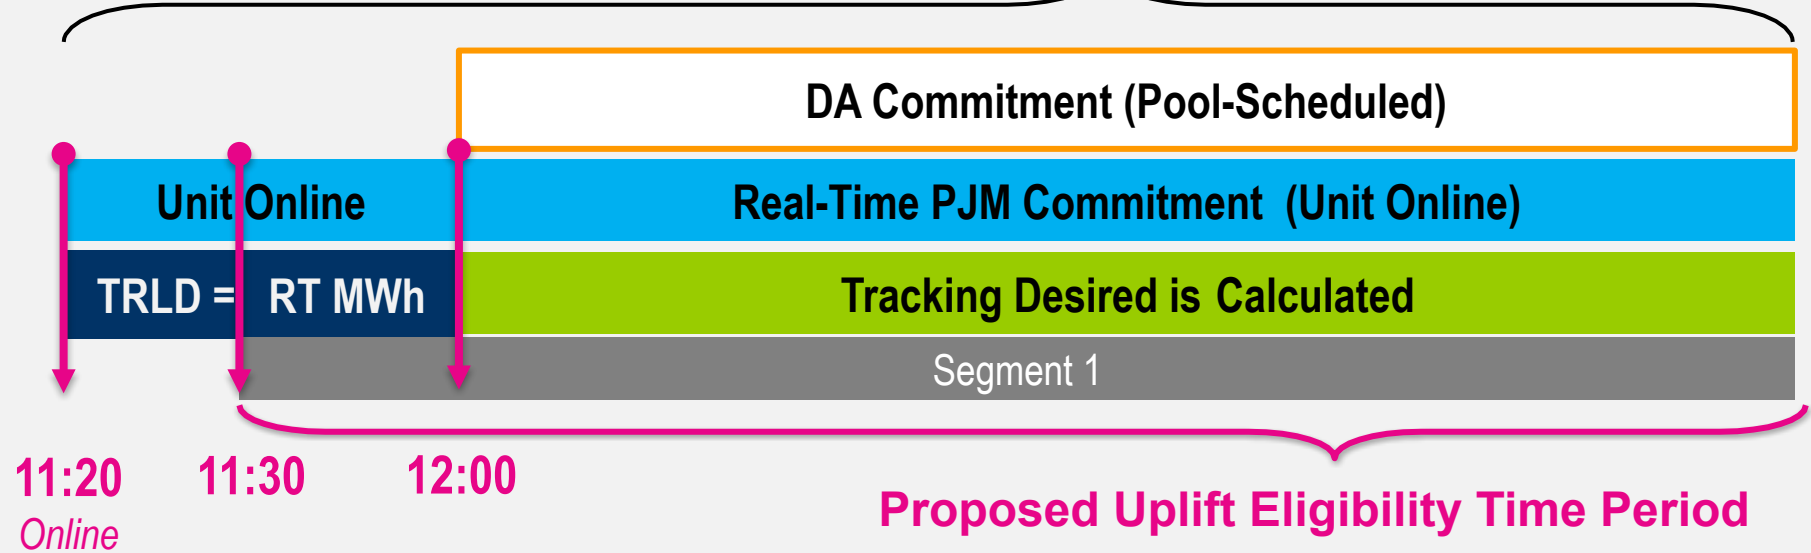 DA Commitment (Pool-Scheduled)
Unit Online
Real-Time PJM Commitment (Unit Online)
TRLD = RT MWh
Tracking Desired is Calculated
Segment 1
11:20
11:30
12:00
Online
Proposed Uplift Eligibility Time Period